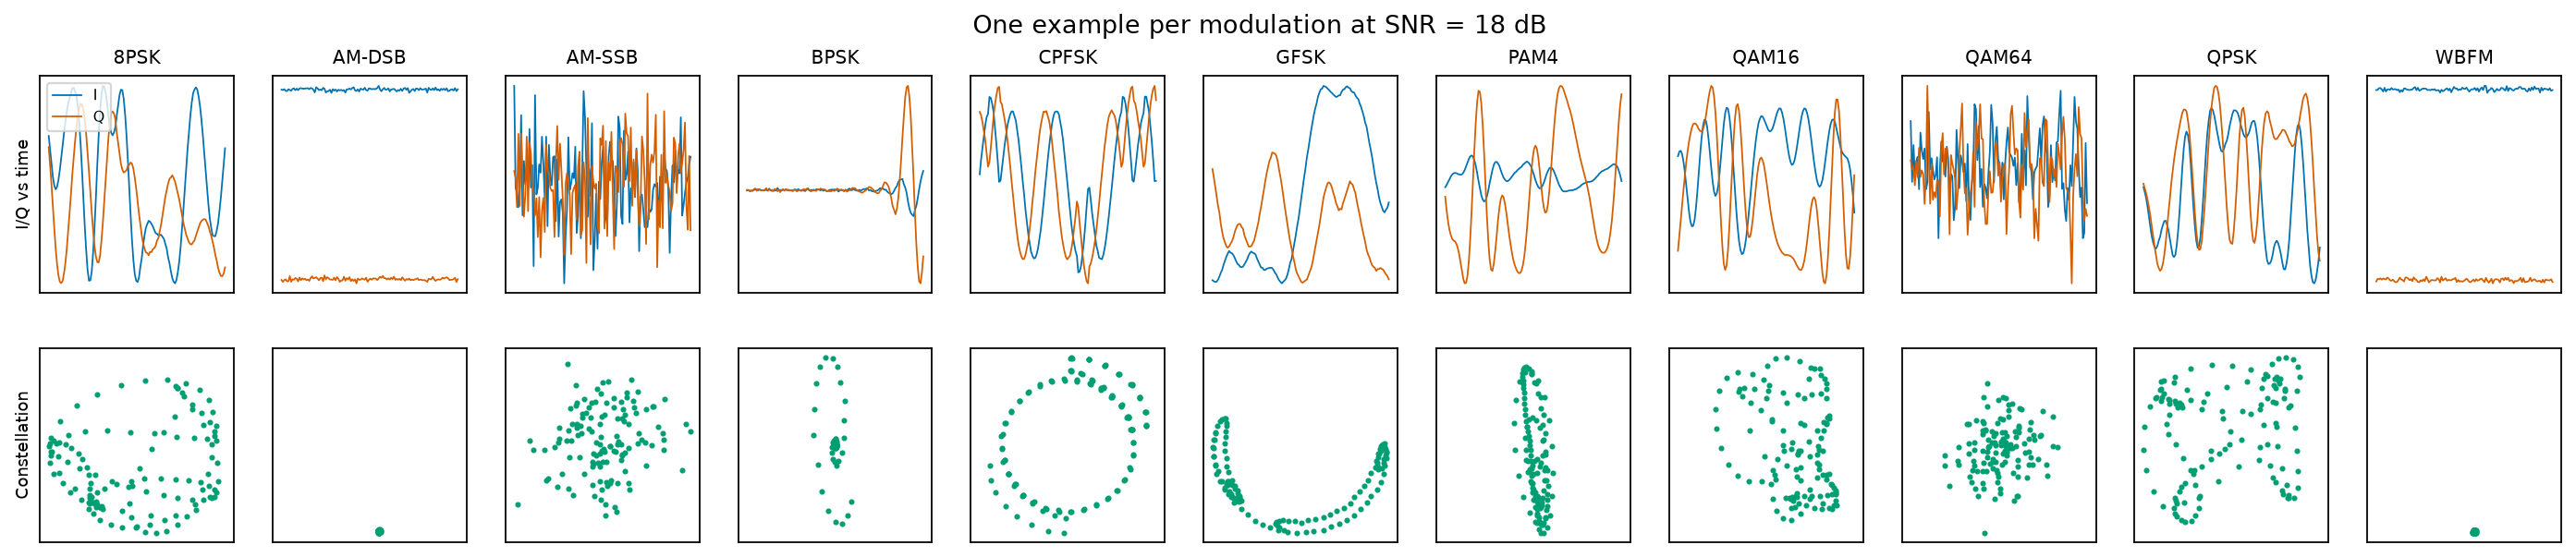 One example per modulation at SNR = 18 dB
8PSK AM-DSB AM-SSB BPSK CPFSK GFSK PAM4 QAM16 QAM64 QPSK WBFM
I
Q
I/Q vs time
Constellation